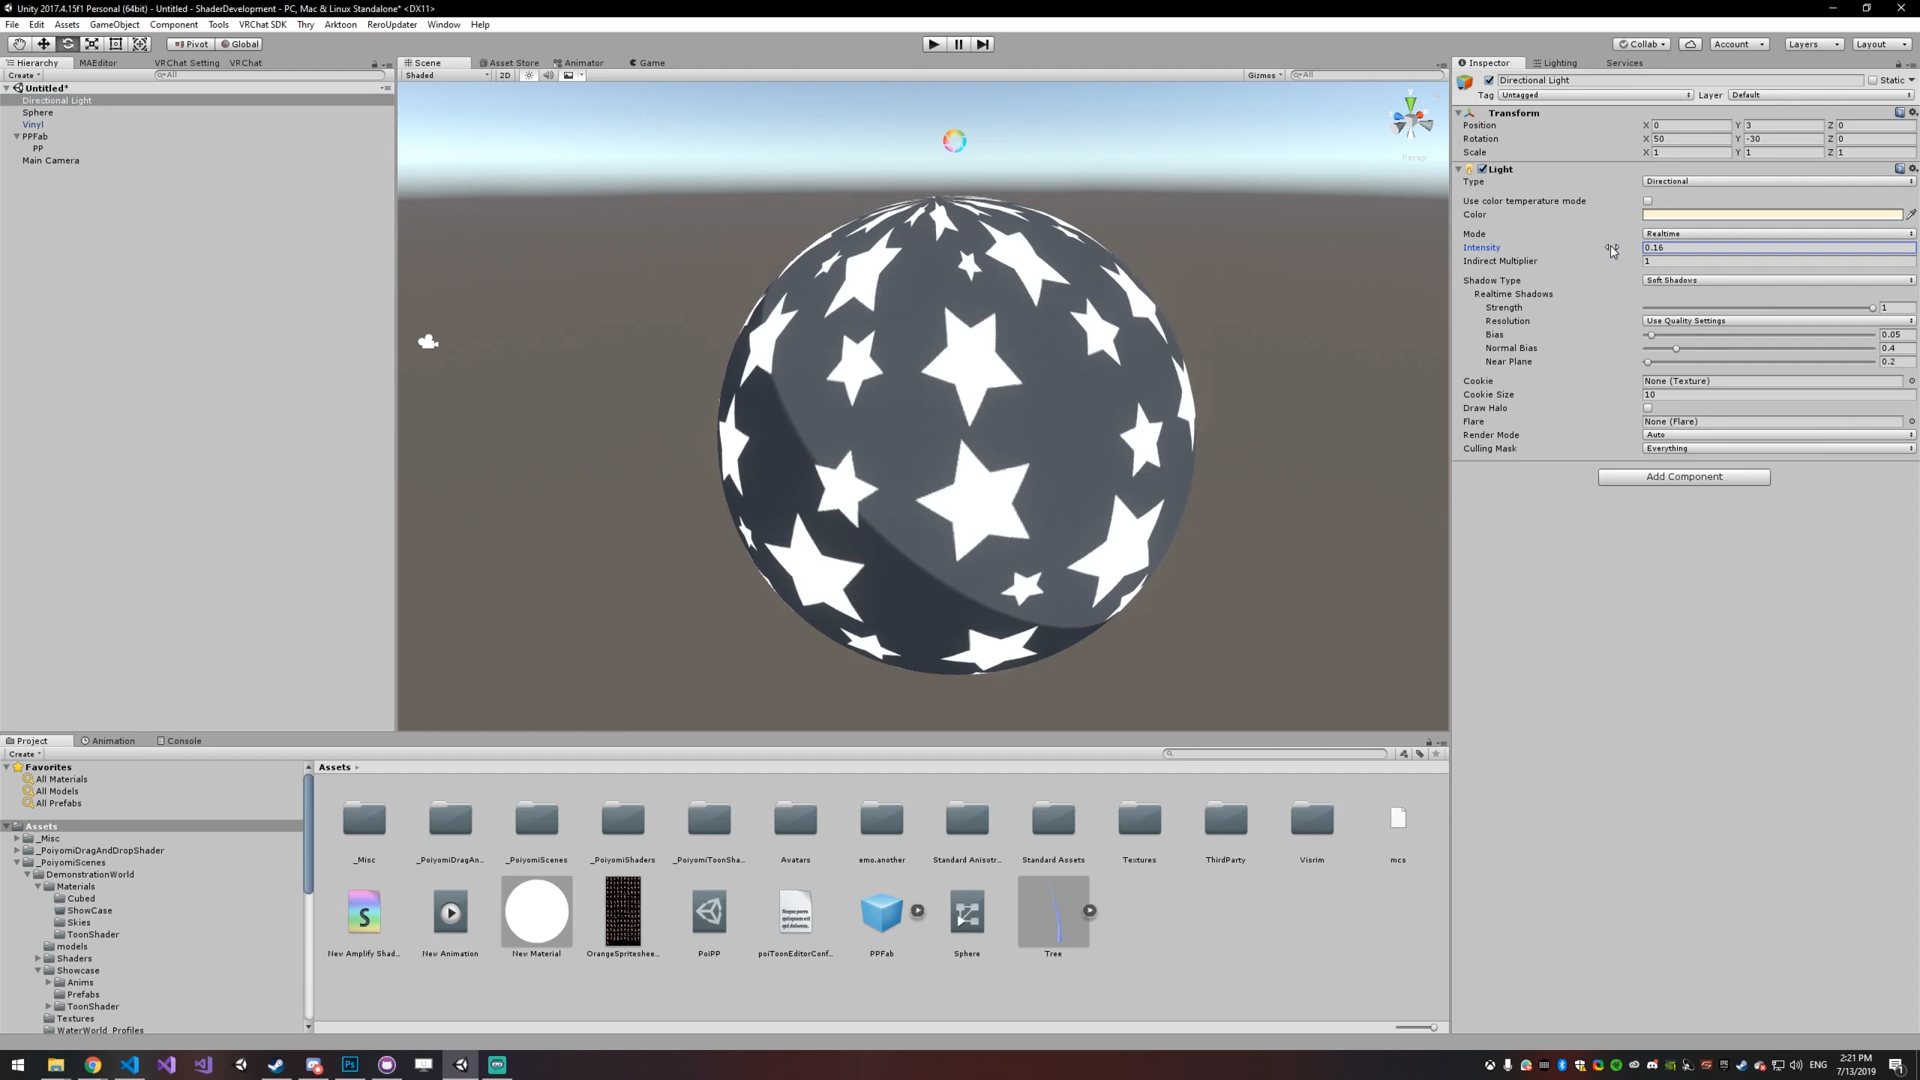 Unity 2017.4.15f1 Personal (64bit) - Untitled - ShaderDevelopment - PC, Mac & Linux Standalone* <DX11>
File Edit Assets GameObject Component Tools VRChat SDK Thry Arktoon ReroUpdater Window Help
Pivot Global Collab Account Layers Layout
Hierarchy MAEditor VRChat Setting VRChat
Create All
Untitled*
Directional Light
Sphere
Vinyl
PPFab
PP
Main Camera
Scene Asset Store Animator Game
Shaded 2D Gizmos All
Persp
Inspector Lighting Services
Directional Light Static
Tag Untagged Layer Default
Transform
Position X 0 Y 3 Z 0
Rotation X 50 Y -30 Z 0
Scale X 1 Y 1 Z 1
Light
Type Directional
Use color temperature mode
Color
Mode Realtime
Intensity 0.16
Indirect Multiplier 1
Shadow Type Soft Shadows
Realtime Shadows
Strength 1
Resolution Use Quality Settings
Bias 0.05
Normal Bias 0.4
Near Plane 0.2
Cookie None (Texture)
Cookie Size 10
Draw Halo
Flare None (Flare)
Render Mode Auto
Culling Mask Everything
Add Component
Project Animation Console
Create
Favorites
All Materials
All Models
All Prefabs
Assets
_Misc
_PoiyomiDragAndDropShader
_PoiyomiScenes
DemonstrationWorld
Materials
Cubed
ShowCase
Skies
ToonShader
models
Shaders
Showcase
Anims
Prefabs
ToonShader
Textures
WaterWorld_Profiles
Assets
_Misc _PoiyomiDragAn... _PoiyomiScenes _PoiyomiShaders _PoiyomiToonSha... Avatars emo.another Standard Anisotr... Standard Assets Textures ThirdParty Visrim mcs
New Amplify Shad... New Animation New Material OrangeSpriteshee... PoiPP poiToonEditorConf... PPFab Sphere Tree
ENG
2:21 PM
7/13/2019